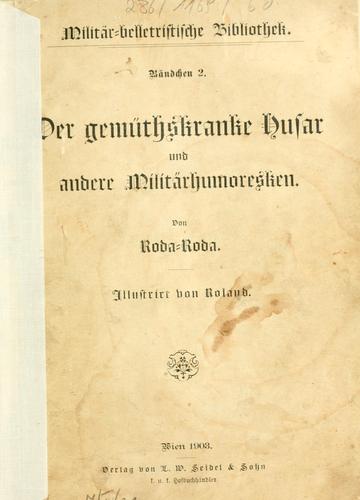 Militär-belletristische Bibliothek.
Bändchen 2.
Der gemüthskranke Husar
und
andere Militärhumoresken.
Von
Roda-Roda.
Illustrirt von Roland.
Wien 1903.
Verlag von L. W. Seidel & Sohn
k. u. k. Hofbuchhändler.